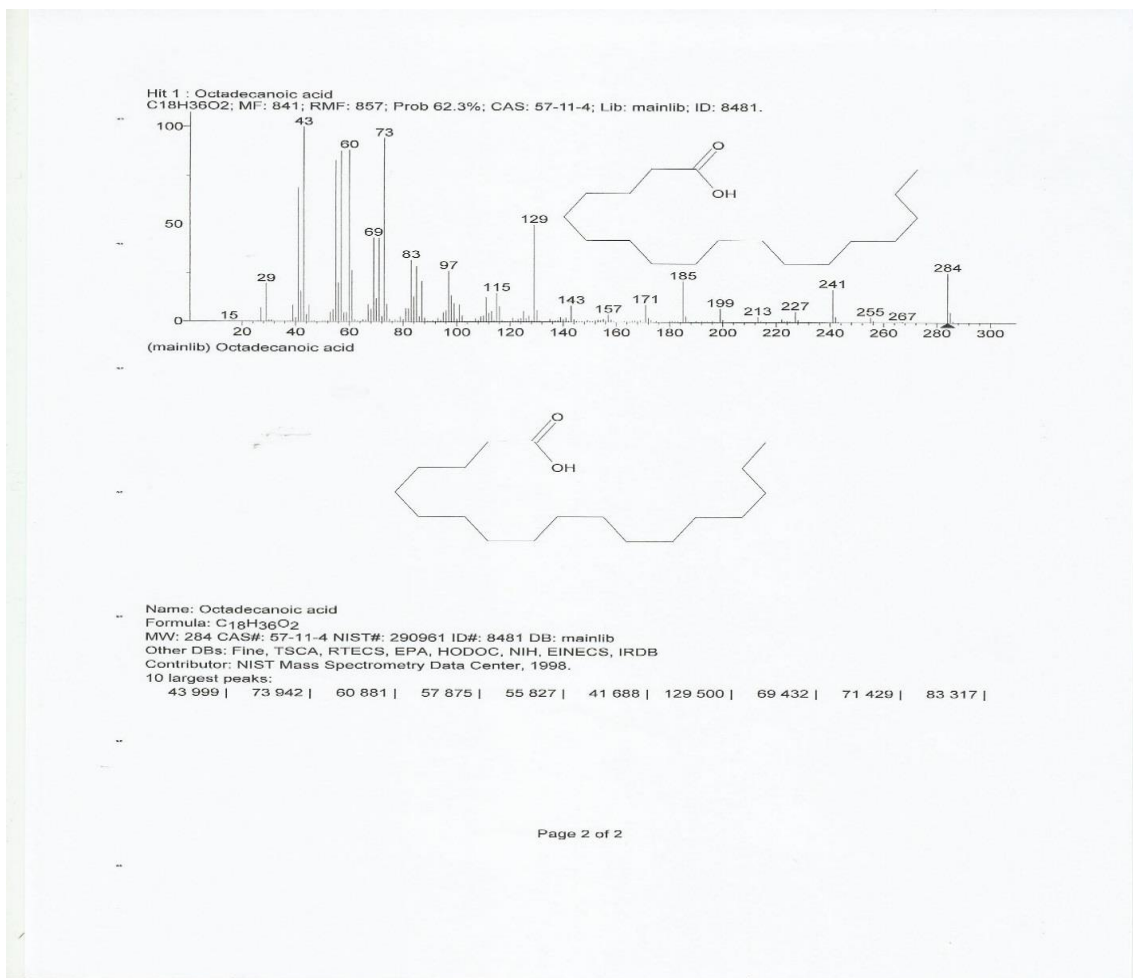 Hit 1 : Octadecanoic acid
C18H36O2; MF: 841; RMF: 857; Prob 62.3%; CAS: 57-11-4; Lib: mainlib; ID: 8481.
100
50
0
15
29
43
60
69
73
83
97
115
129
143
157
171
185
199
213
227
241
255
267
284
O
OH
20 40 60 80 100 120 140 160 180 200 220 240 260 280 300
(mainlib) Octadecanoic acid
O
OH
Name: Octadecanoic acid
Formula: C18H36O2
MW: 284 CAS#: 57-11-4 NIST#: 290961 ID#: 8481 DB: mainlib
Other DBs: Fine, TSCA, RTECS, EPA, HODOC, NIH, EINECS, IRDB
Contributor: NIST Mass Spectrometry Data Center, 1998.
10 largest peaks:
43 999 | 73 942 | 60 881 | 57 875 | 55 827 | 41 688 | 129 500 | 69 432 | 71 429 | 83 317 |
Page 2 of 2